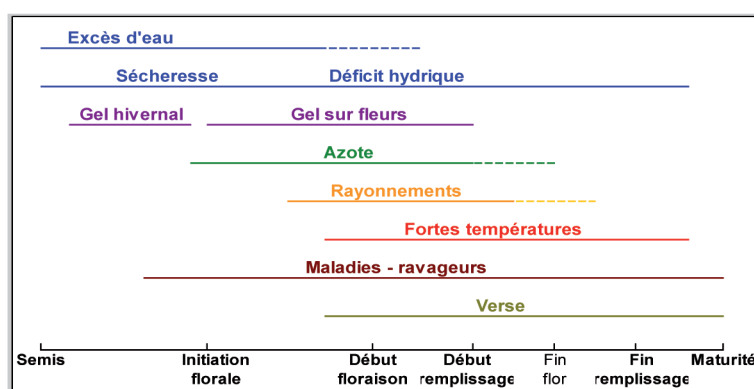 Excès d'eau
Sécheresse Déficit hydrique
Gel hivernal Gel sur fleurs
Azote
Rayonnements
Fortes températures
Maladies - ravageurs
Verse
Semis Initiation Début Début Fin Fin Maturité
florale floraison remplissage flor remplissage